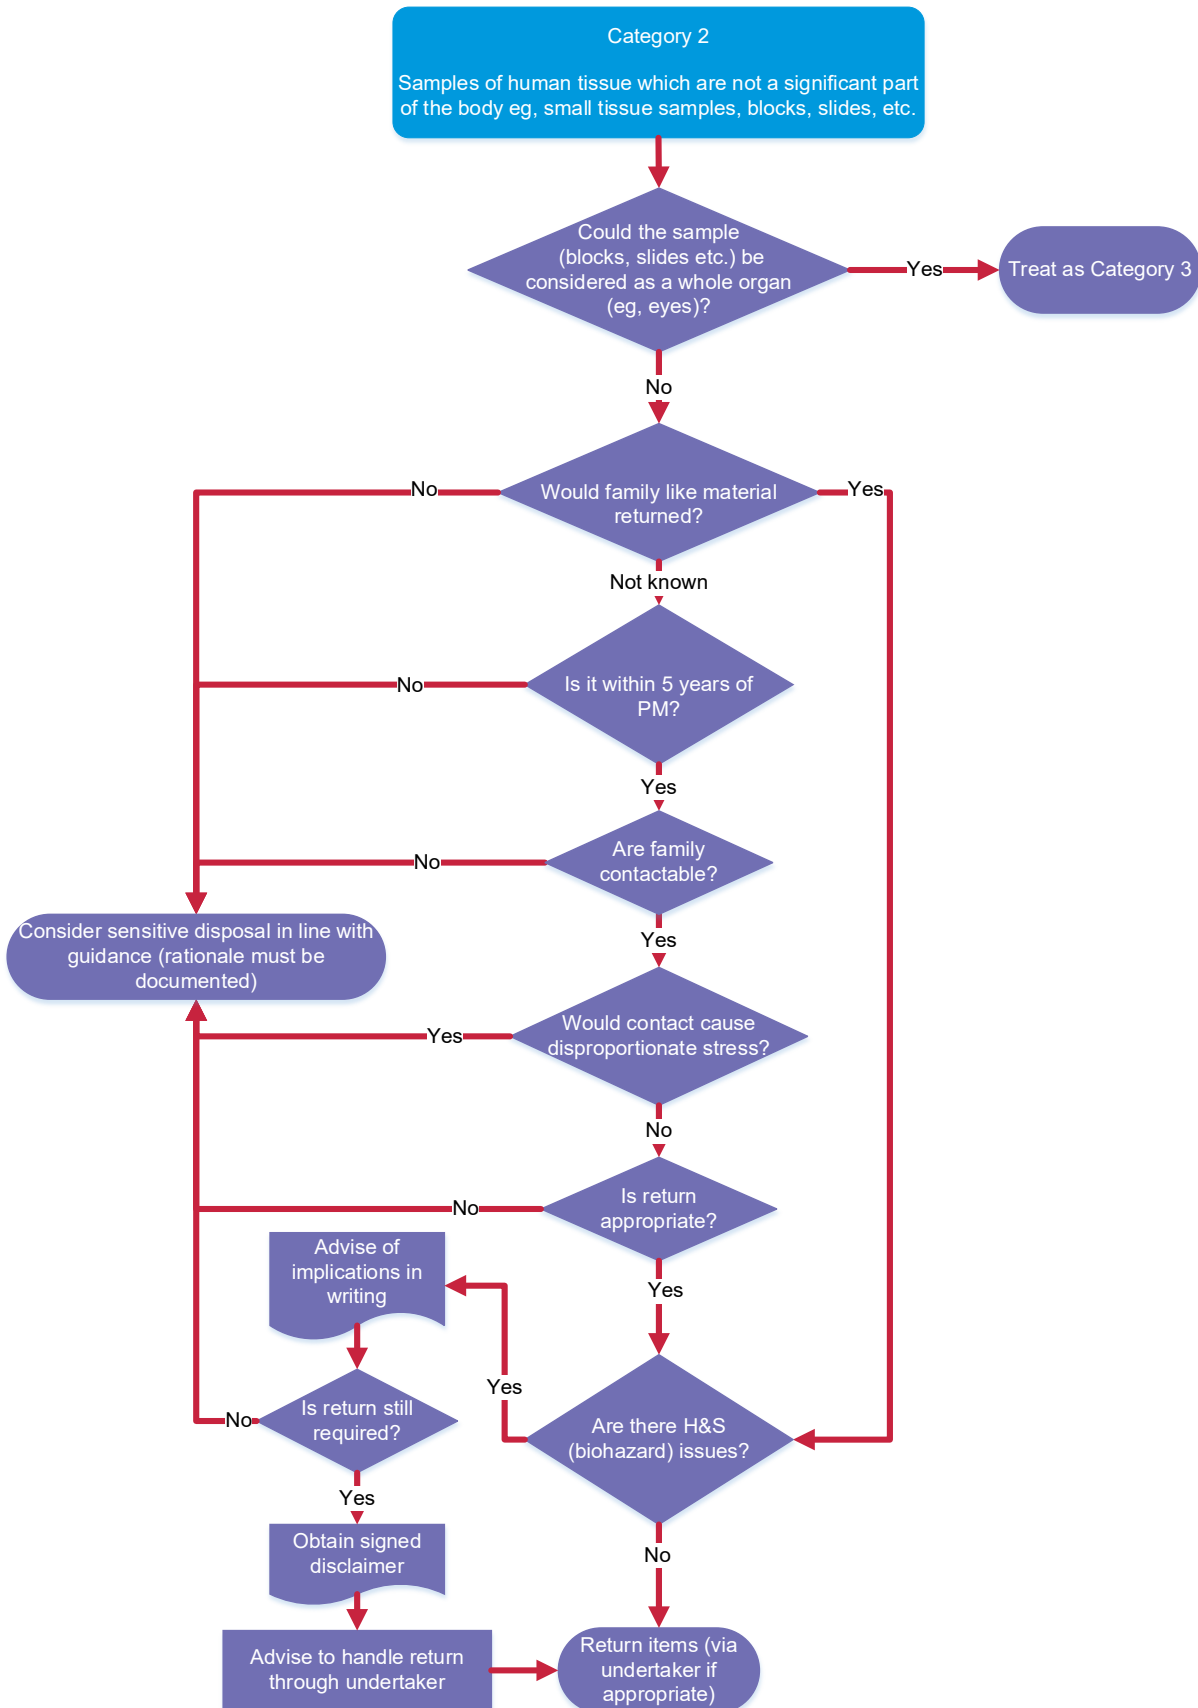 Category 2
Samples of human tissue which are not a significant part
of the body eg, small tissue samples, blocks, slides, etc.
Could the sample
(blocks, slides etc.) be
considered as a whole organ
(eg, eyes)?
Yes
Treat as Category 3
No
Would family like material
returned?
No
Yes
Not known
Is it within 5 years of
PM?
No
Yes
Are family
contactable?
No
Yes
Consider sensitive disposal in line with
guidance (rationale must be
documented)
Would contact cause
disproportionate stress?
Yes
No
Is return
appropriate?
No
Yes
Advise of
implications in
writing
Yes
Is return still
required?
No
Are there H&S
(biohazard) issues?
Yes
No
Obtain signed
disclaimer
Advise to handle return
through undertaker
Return items (via
undertaker if
appropriate)